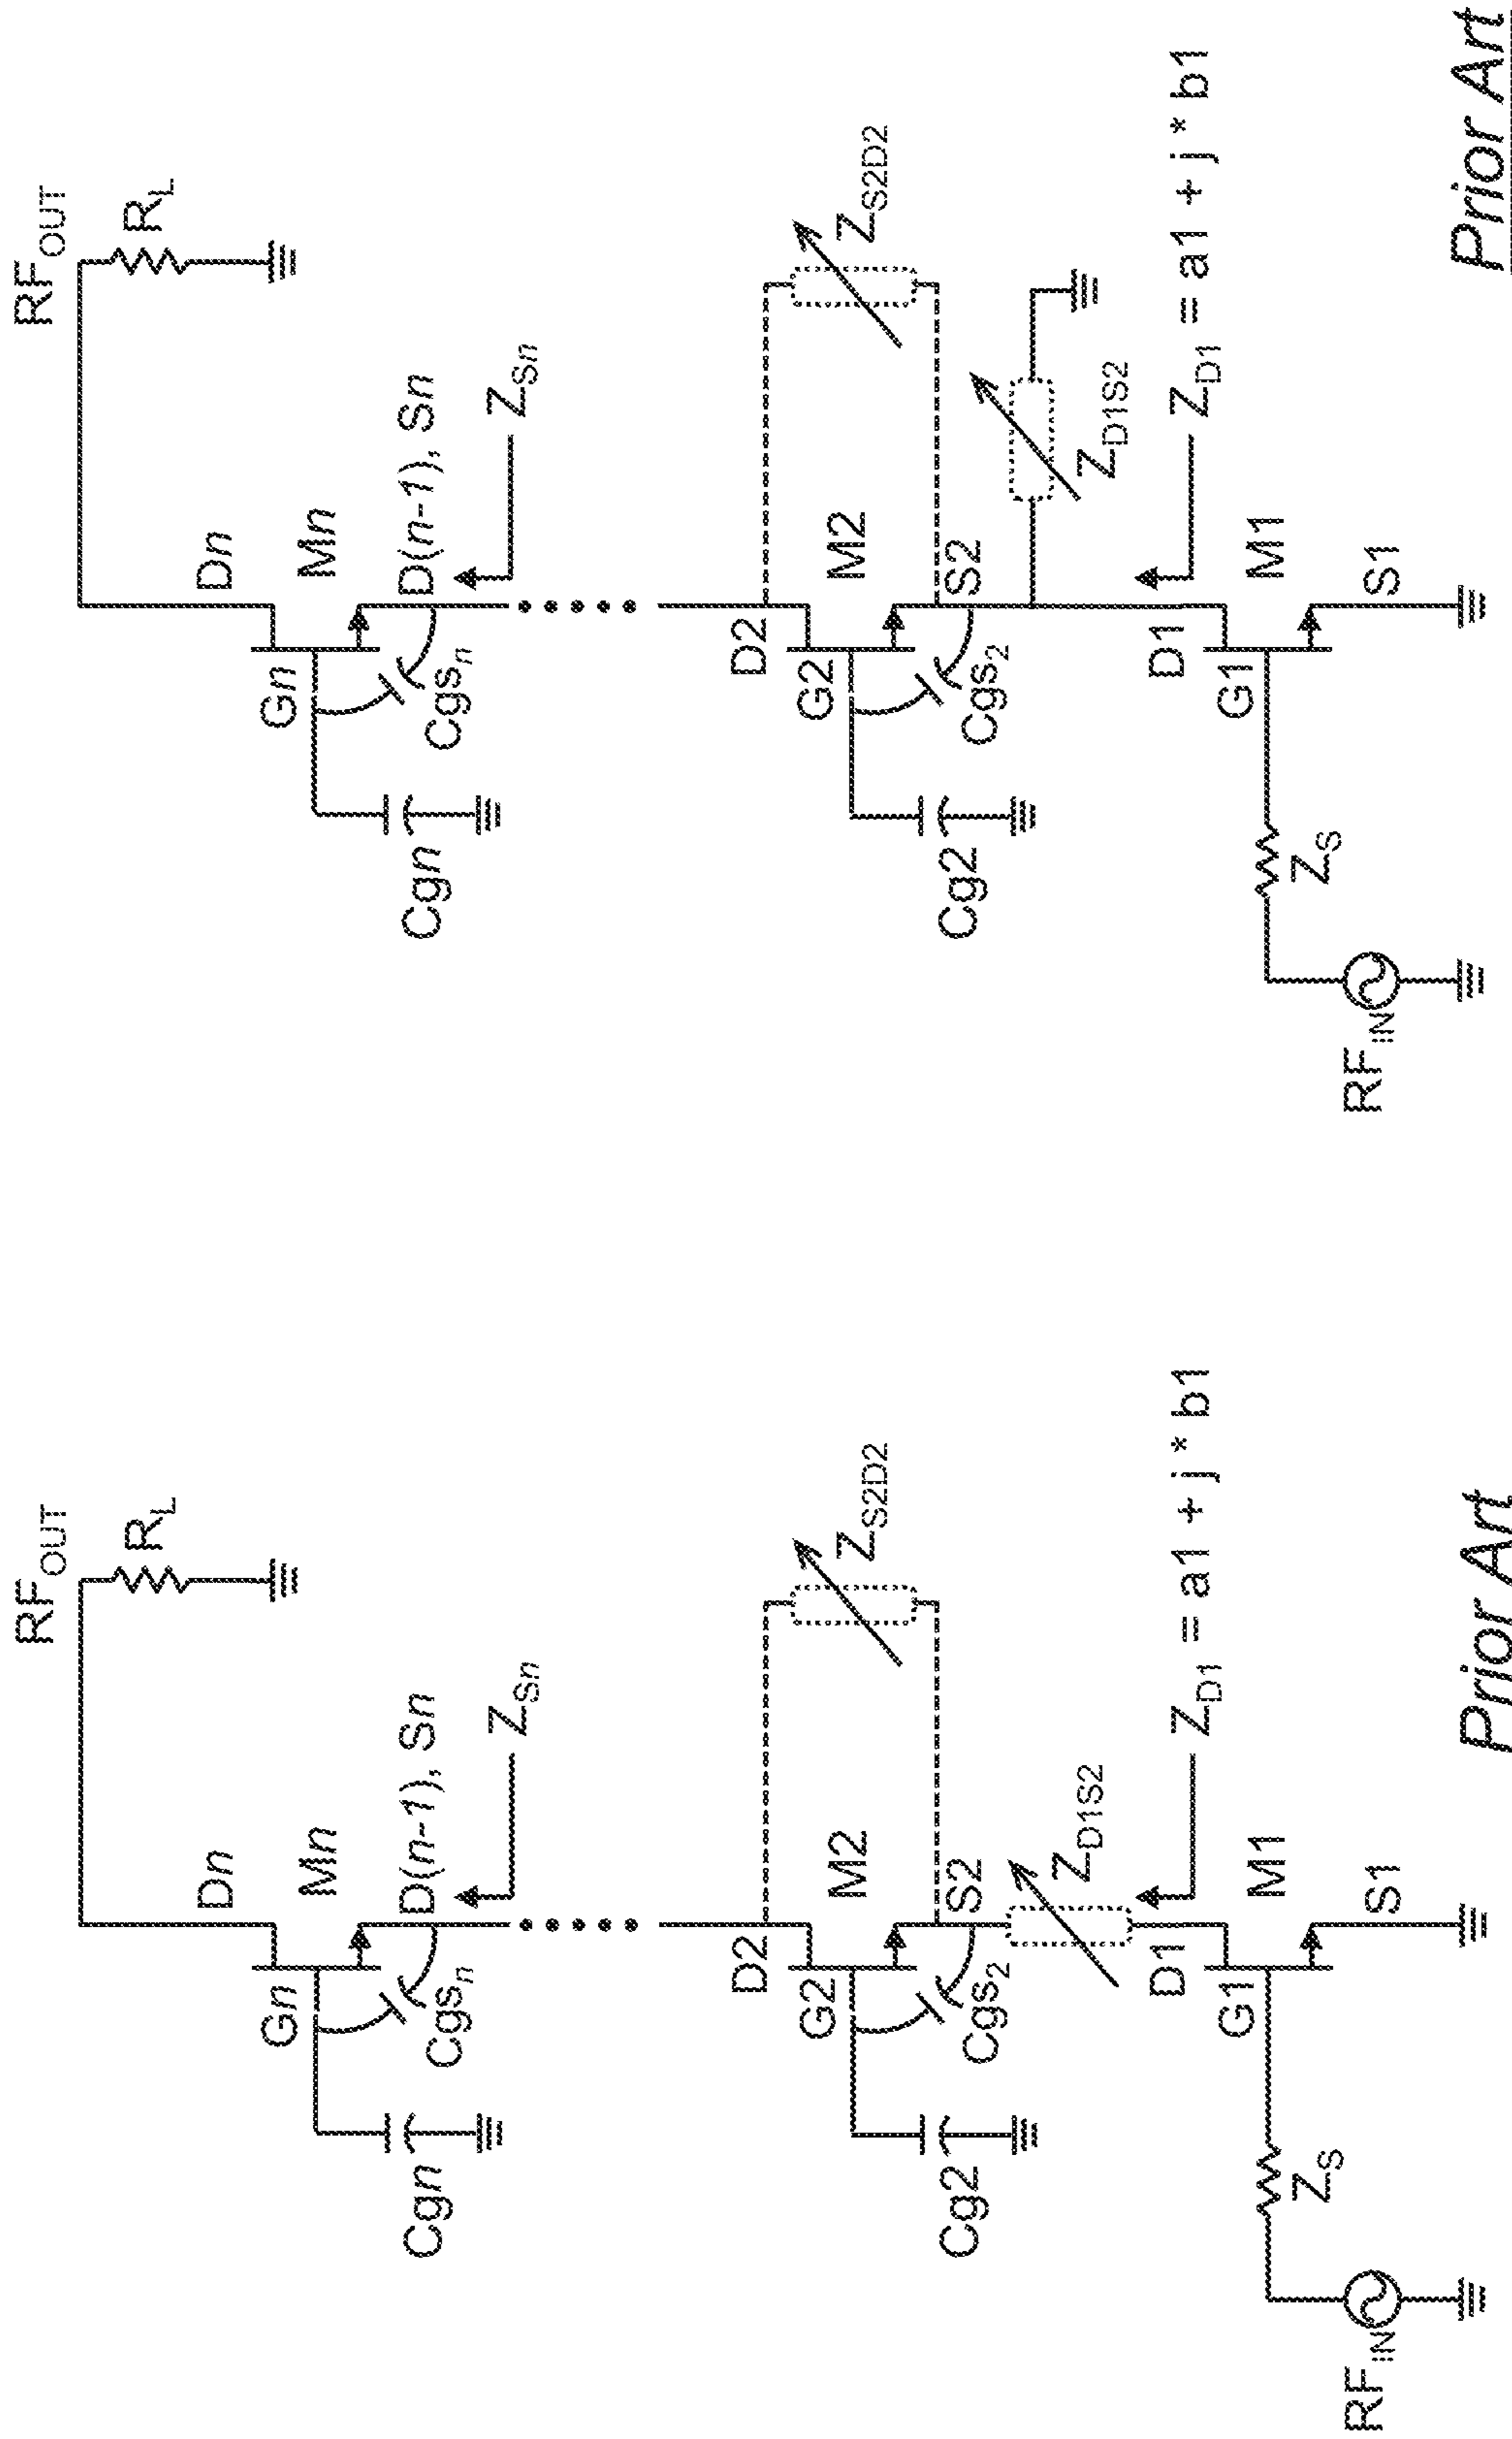 RF_OUT
R_L
Dn
Mn
Gn
D(n-1), Sn
Cgs_n
Cgn
Z_Sn
D2
M2
G2
Z_S2D2
S2
Cgs_2
Cg2
Z_D1S2
Z_D1 = a1 + j * b1
D1
M1
G1
S1
Z_S
RF_IN
Prior Art
RF_OUT
R_L
Dn
Mn
Gn
D(n-1), Sn
Cgs_n
Cgn
Z_Sn
D2
M2
G2
Z_S2D2
S2
Cgs_2
Cg2
Z_D1S2
Z_D1 = a1 + j * b1
D1
M1
G1
S1
Z_S
RF_IN
Prior Art